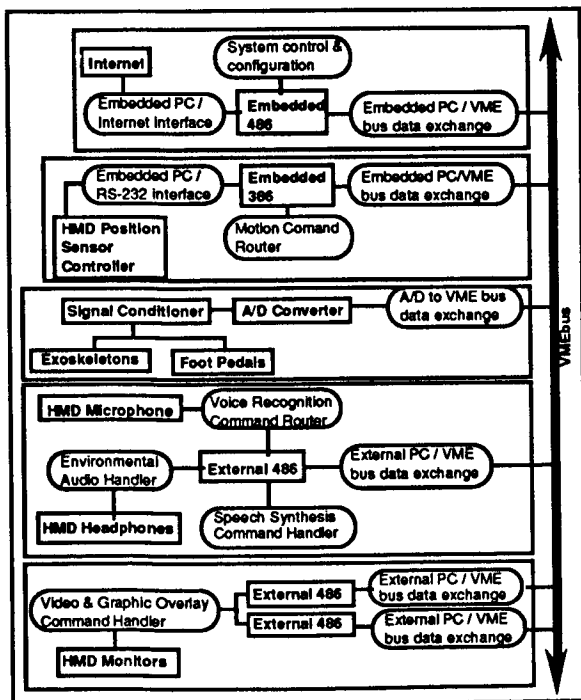 System control &
configuration
Internet
Embedded PC /
Internet Interface
Embedded
486
Embedded PC / VME
bus data exchange
Embedded PC /
RS-232 interface
Embedded
386
Embedded PC/VME
bus data exchange
HMD Position
Sensor
Controller
Motion Comand
Router
Signal Conditioner
A/D Converter
A/D to VME bus
data exchange
Exoskeletons
Foot Pedals
HMD Microphone
Voice Recognition
Command Router
Environmental
Audio Handler
External 486
External PC / VME
bus data exchange
HMD Headphones
Speech Synthesis
Command Handler
Video & Graphic Overlay
Command Handler
External 486
External PC / VME
bus data exchange
External 486
External PC / VME
bus data exchange
HMD Monitors
VMEbus